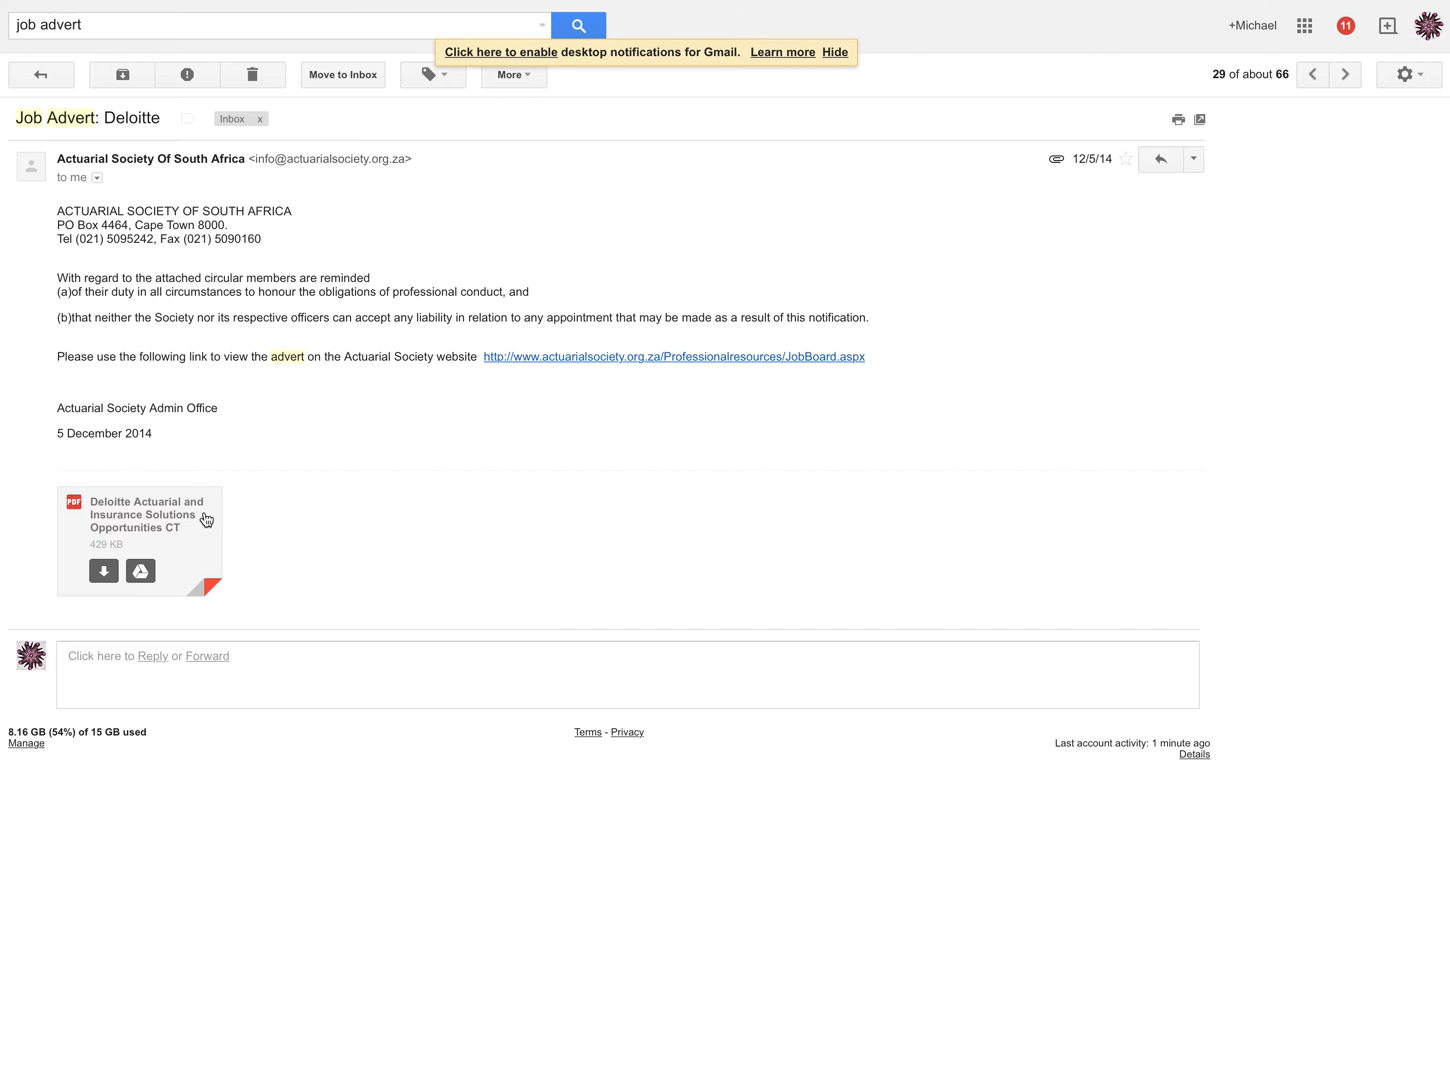 job advert
+Michael
11
Click here to enable desktop notifications for Gmail. Learn more Hide
Move to Inbox
More
29 of about 66
Job Advert: Deloitte
Inbox x
Actuarial Society Of South Africa <info@actuarialsociety.org.za>
12/5/14
to me
ACTUARIAL SOCIETY OF SOUTH AFRICA
PO Box 4464, Cape Town 8000.
Tel (021) 5095242, Fax (021) 5090160
With regard to the attached circular members are reminded
(a)of their duty in all circumstances to honour the obligations of professional conduct, and
(b)that neither the Society nor its respective officers can accept any liability in relation to any appointment that may be made as a result of this notification.
Please use the following link to view the advert on the Actuarial Society website http://www.actuarialsociety.org.za/Professionalresources/JobBoard.aspx
Actuarial Society Admin Office
5 December 2014
PDF
Deloitte Actuarial and
Insurance Solutions
Opportunities CT
429 KB
Click here to Reply or Forward
8.16 GB (54%) of 15 GB used
Manage
Terms - Privacy
Last account activity: 1 minute ago
Details